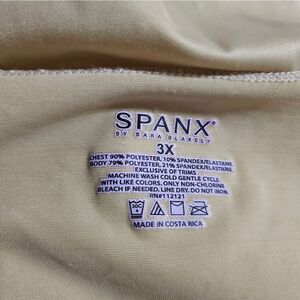 SPANX®
BY SARA BLAKELY
3X
CHEST 90% POLYESTER, 10% SPANDEX/ELASTANE,
BODY 79% POLYESTER, 21% SPANDEX/ELASTANE,
EXCLUSIVE OF TRIMS
MACHINE WASH COLD GENTLE CYCLE
WITH LIKE COLORS, ONLY NON-CHLORINE
BLEACH IF NEEDED. LINE DRY. DO NOT IRON.
RN#112121
30C
MADE IN COSTA RICA